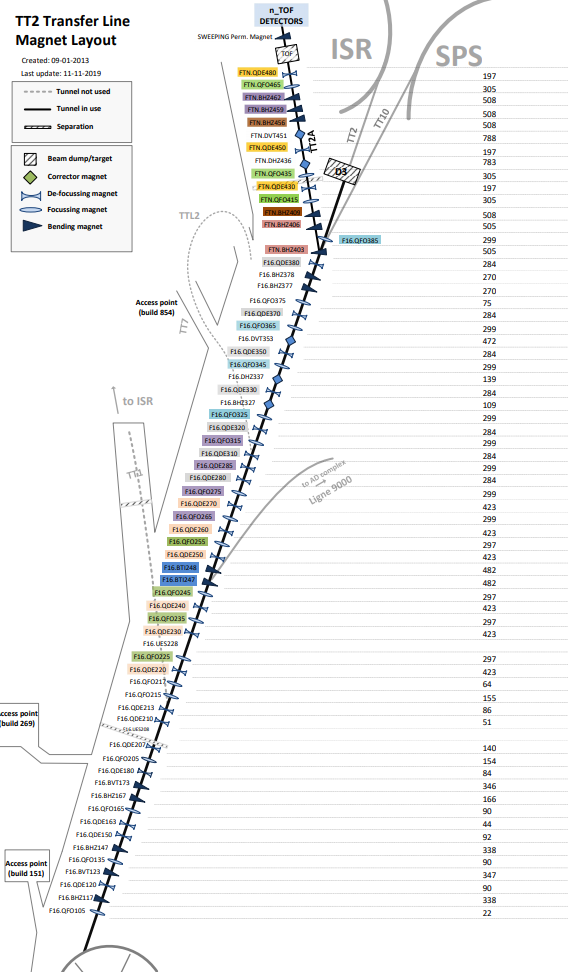 TT2 Transfer Line
Magnet Layout
Created: 09-01-2013
Last update: 11-11-2019
Tunnel not used
Tunnel in use
Separation
Beam dump/target
Corrector magnet
De-focussing magnet
Focussing magnet
Bending magnet
n_TOF
DETECTORS
SWEEPING Perm. Magnet
TOF
ISR
SPS
TT2
TT10
TT2A
D3
FTN.QDE480 197
FTN.QFO465 305
FTN.BHZ462 508
FTN.BHZ459 508
FTN.BHZ456 508
FTN.DVT451 788
FTN.QDE450 197
FTN.DHZ436 783
FTN.QFO435 305
FTN.QDE430 197
FTN.QFO415 305
FTN.BHZ409 508
FTN.BHZ406 505
F16.QFO385 299
FTN.BHZ403 505
F16.QDE380 284
F16.BHZ378 270
F16.BHZ377 270
F16.QFO375 75
F16.QDE370 284
F16.QFO365 299
F16.DVT353 472
F16.QDE350 284
F16.QFO345 299
F16.DHZ337 139
F16.QDE330 284
F16.BHZ327 109
F16.QFO325 299
F16.QDE320 284
F16.QFO315 299
F16.QDE310 284
F16.QDE285 299
F16.QDE280 284
F16.QFO275 299
F16.QDE270 423
F16.QFO265 299
F16.QDE260 423
F16.QFO255 297
F16.QDE250 423
F16.BTI248 482
F16.BTI247 482
F16.QFO245 297
F16.QDE240 423
F16.QFO235 297
F16.QDE230 423
F16.UES228
F16.QFO225 297
F16.QDE220 423
F16.QFO217 64
F16.QFO215 155
F16.QDE213 86
F16.QDE210 51
F16.UES208
F16.QDE207 140
F16.QFO205 154
F16.QDE180 84
F16.BVT173 346
F16.BHZ167 166
F16.QFO165 90
F16.QDE163 44
F16.QDE150 92
F16.BHZ147 338
F16.QFO135 90
F16.BVT123 347
F16.QDE120 90
F16.BHZ117 338
F16.QFO105 22
TTL2
Access point
(build 854)
TT7
to ISR
TT1
to AD complex
Ligne 9000
Access point
(build 269)
Access point
(build 151)